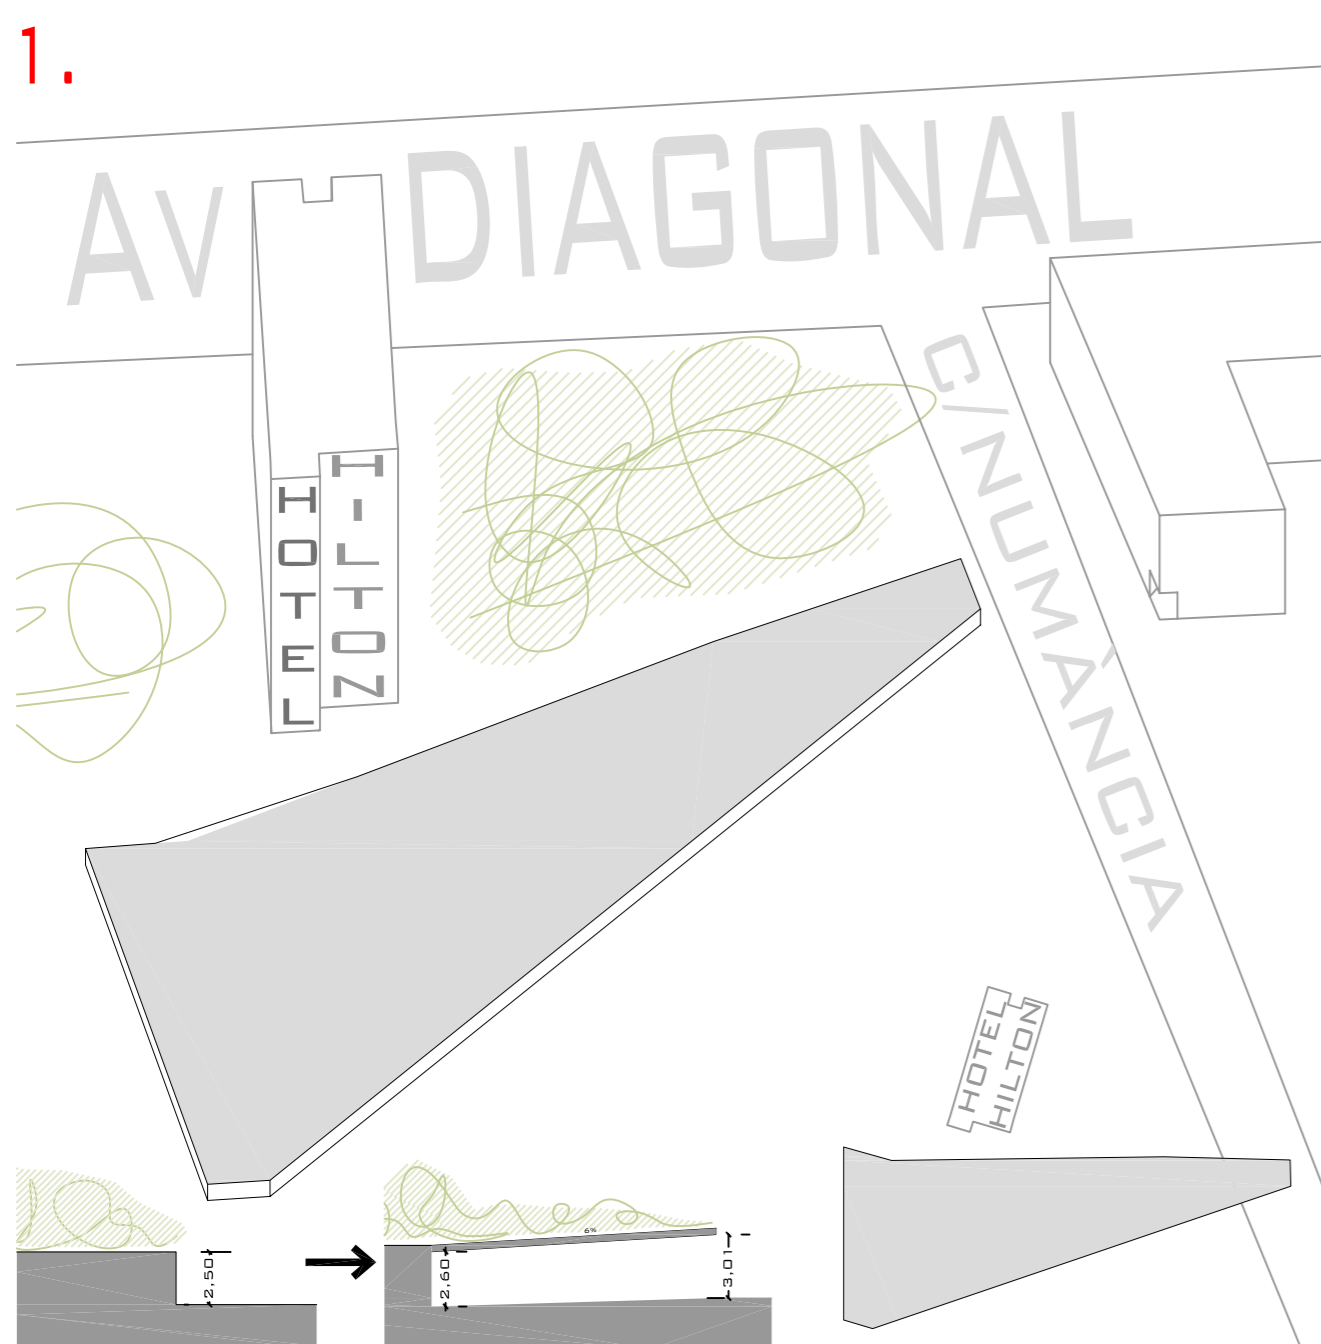 1.
AV DIAGONAL
C/NUMÀNCIA
HOTEL
HILTON
HOTEL
HILTON
6%
2,50
2,60
3,01